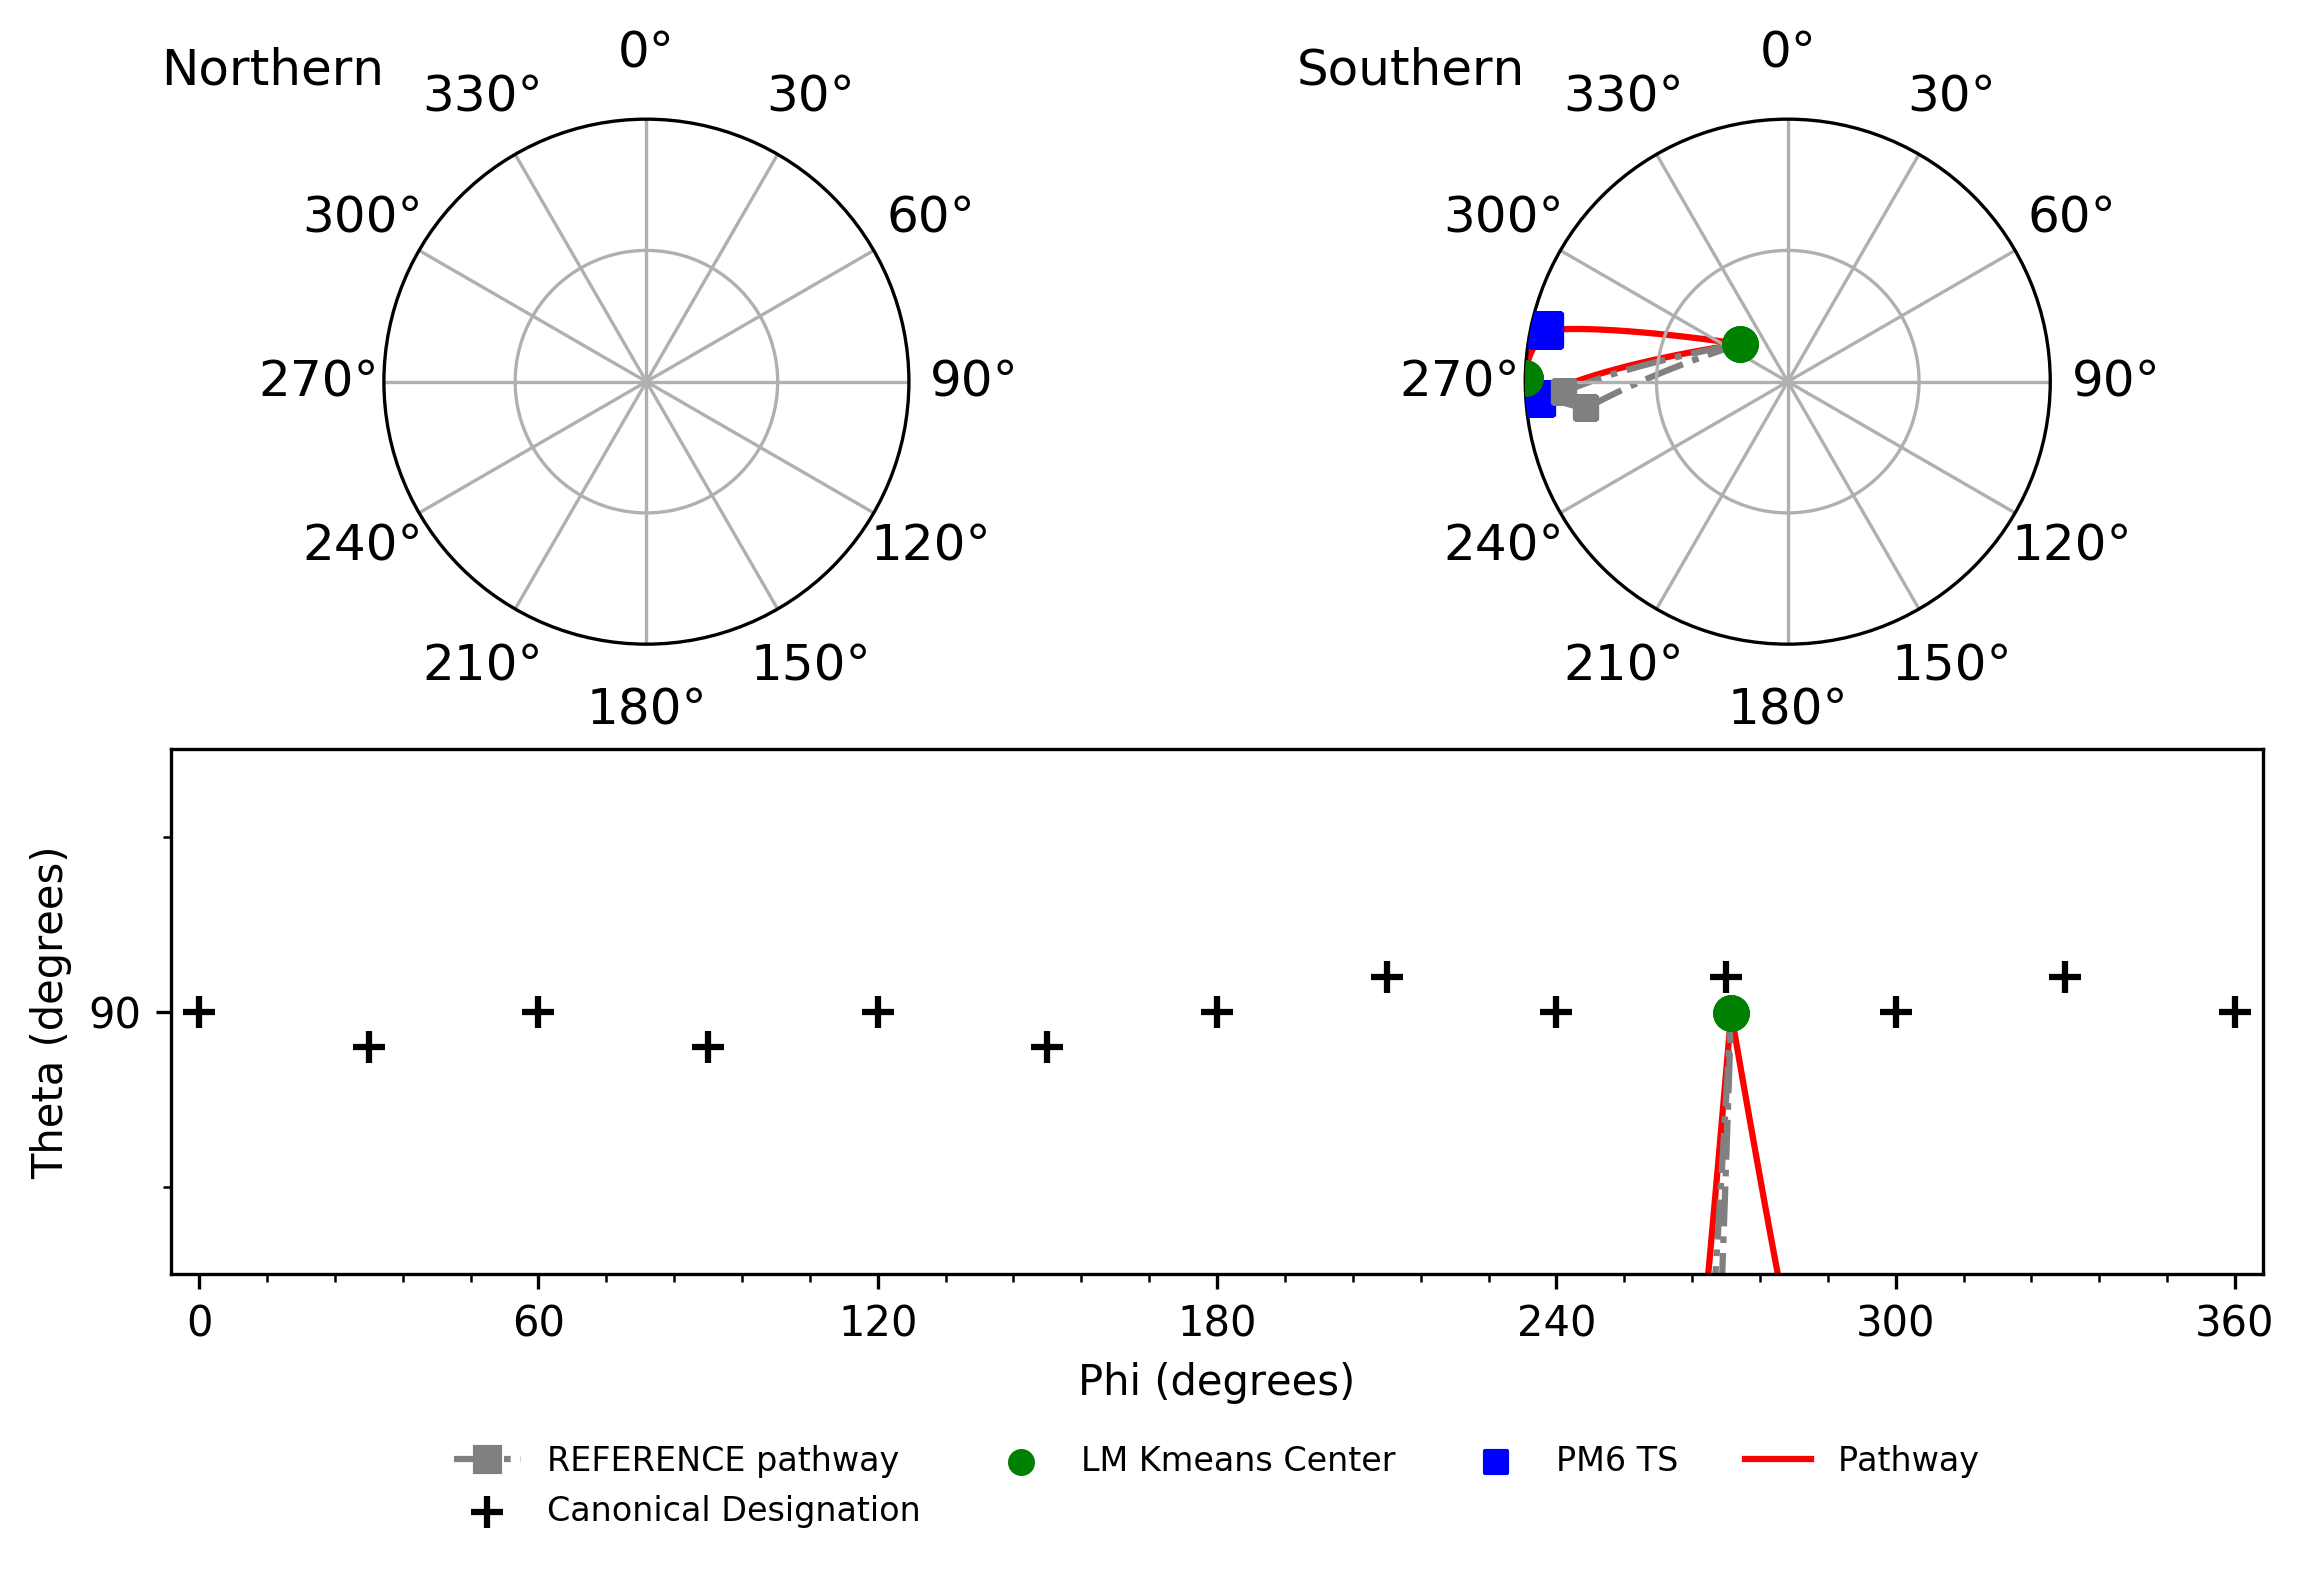 Northern
0°
30°
60°
90°
120°
150°
180°
210°
240°
270°
300°
330°
Southern
0°
30°
60°
90°
120°
150°
180°
210°
240°
270°
300°
330°
Theta (degrees)
90
0 60 120 180 240 300 360
Phi (degrees)
REFERENCE pathway
Canonical Designation
LM Kmeans Center
PM6 TS
Pathway